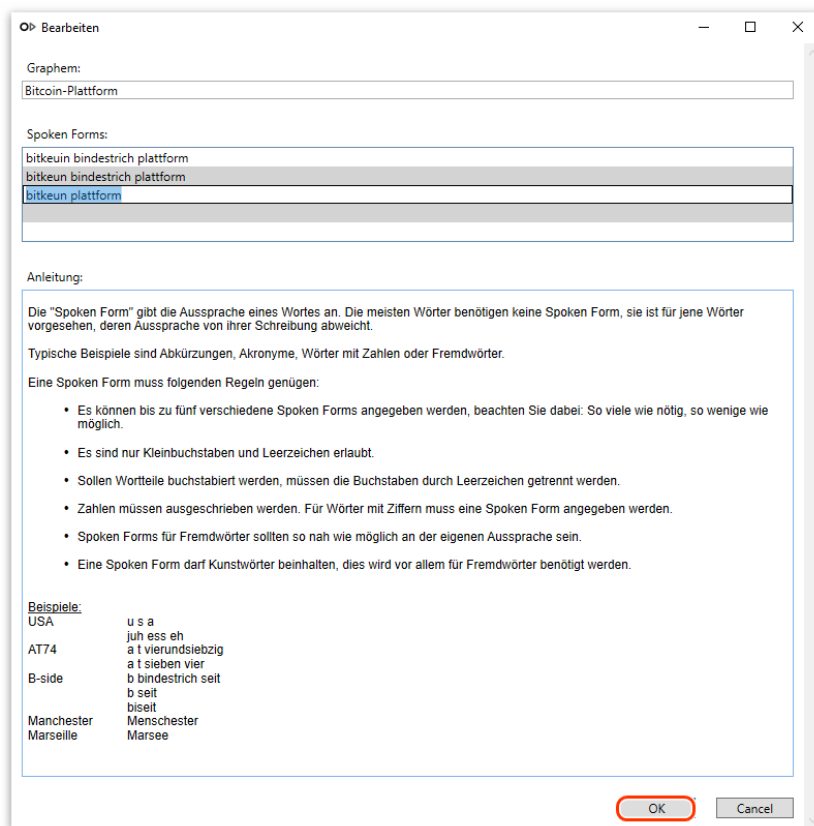 Bearbeiten
Graphem:
Bitcoin-Plattform
Spoken Forms:
bitkeuin bindestrich plattform
bitkeun bindestrich plattform
bitkeun plattform
Anleitung:
Die "Spoken Form" gibt die Aussprache eines Wortes an. Die meisten Wörter benötigen keine Spoken Form, sie ist für jene Wörter
vorgesehen, deren Aussprache von ihrer Schreibung abweicht.
Typische Beispiele sind Abkürzungen, Akronyme, Wörter mit Zahlen oder Fremdwörter.
Eine Spoken Form muss folgenden Regeln genügen:
• Es können bis zu fünf verschiedene Spoken Forms angegeben werden, beachten Sie dabei: So viele wie nötig, so wenige wie
möglich.
• Es sind nur Kleinbuchstaben und Leerzeichen erlaubt.
• Sollen Wortteile buchstabiert werden, müssen die Buchstaben durch Leerzeichen getrennt werden.
• Zahlen müssen ausgeschrieben werden. Für Wörter mit Ziffern muss eine Spoken Form angegeben werden.
• Spoken Forms für Fremdwörter sollten so nah wie möglich an der eigenen Aussprache sein.
• Eine Spoken Form darf Kunstwörter beinhalten, dies wird vor allem für Fremdwörter benötigt werden.
Beispiele:
USA u s a
juh ess eh
AT74 a t vierundsiebzig
a t sieben vier
B-side b bindestrich seit
b seit
biseit
Manchester Menschester
Marseille Marsee
OK Cancel